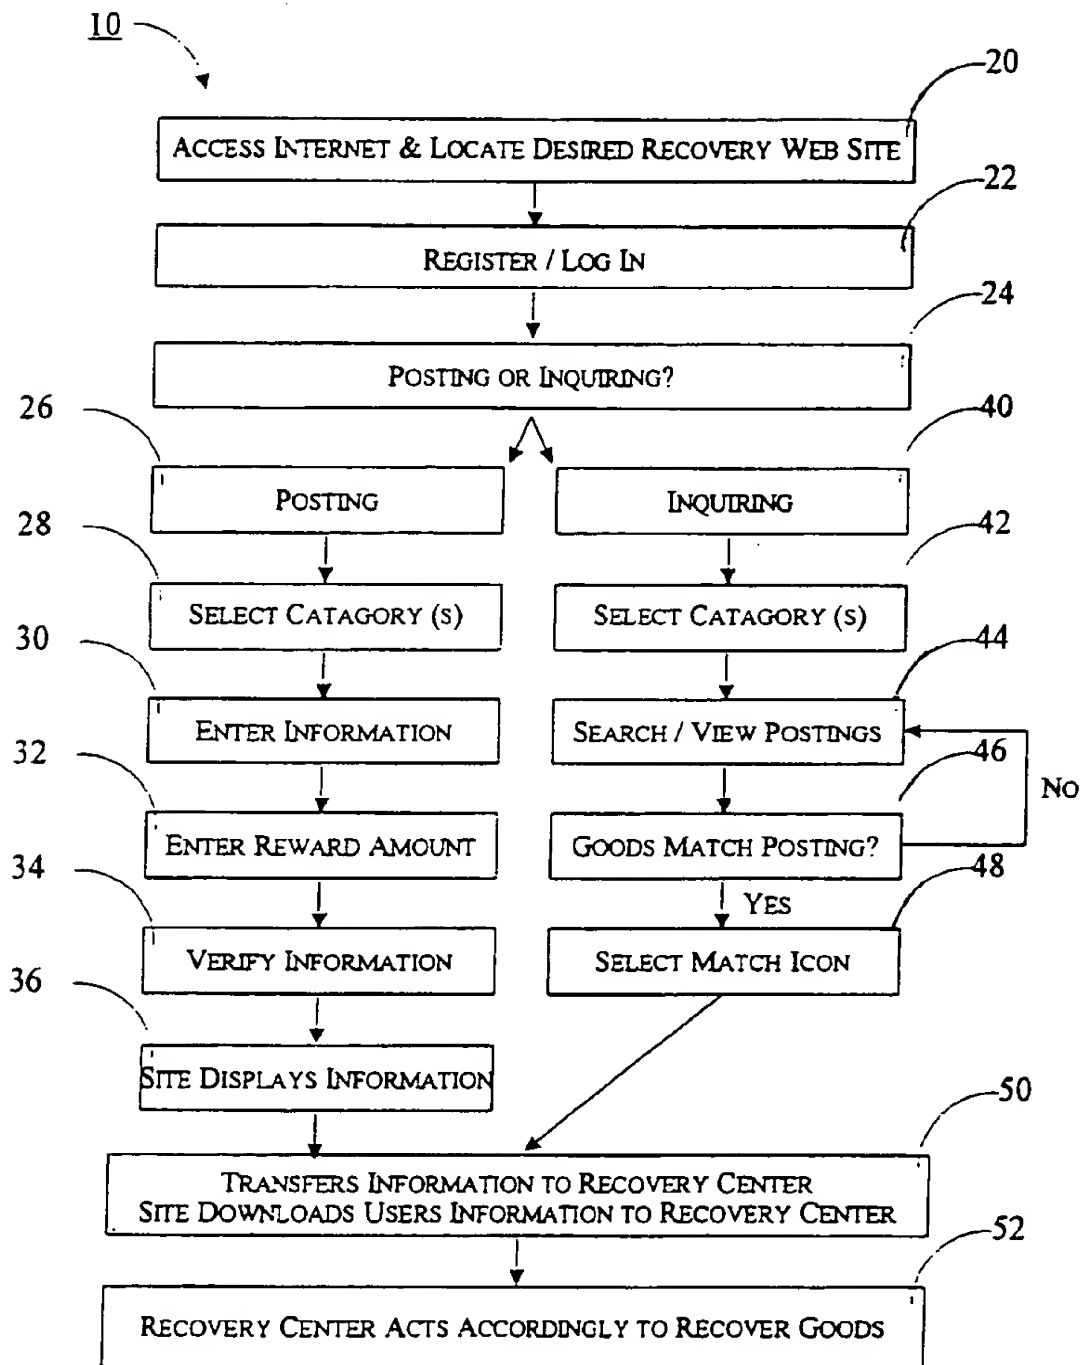 10
20
ACCESS INTERNET & LOCATE DESIRED RECOVERY WEB SITE
22
REGISTER / LOG IN
24
POSTING OR INQUIRING?
26
40
POSTING
INQUIRING
28
42
SELECT CATAGORY (S)
SELECT CATAGORY (S)
30
44
ENTER INFORMATION
SEARCH / VIEW POSTINGS
32
46
NO
ENTER REWARD AMOUNT
GOODS MATCH POSTING?
34
48
YES
VERIFY INFORMATION
SELECT MATCH ICON
36
SITE DISPLAYS INFORMATION
50
TRANSFERS INFORMATION TO RECOVERY CENTER
SITE DOWNLOADS USERS INFORMATION TO RECOVERY CENTER
52
RECOVERY CENTER ACTS ACCORDINGLY TO RECOVER GOODS